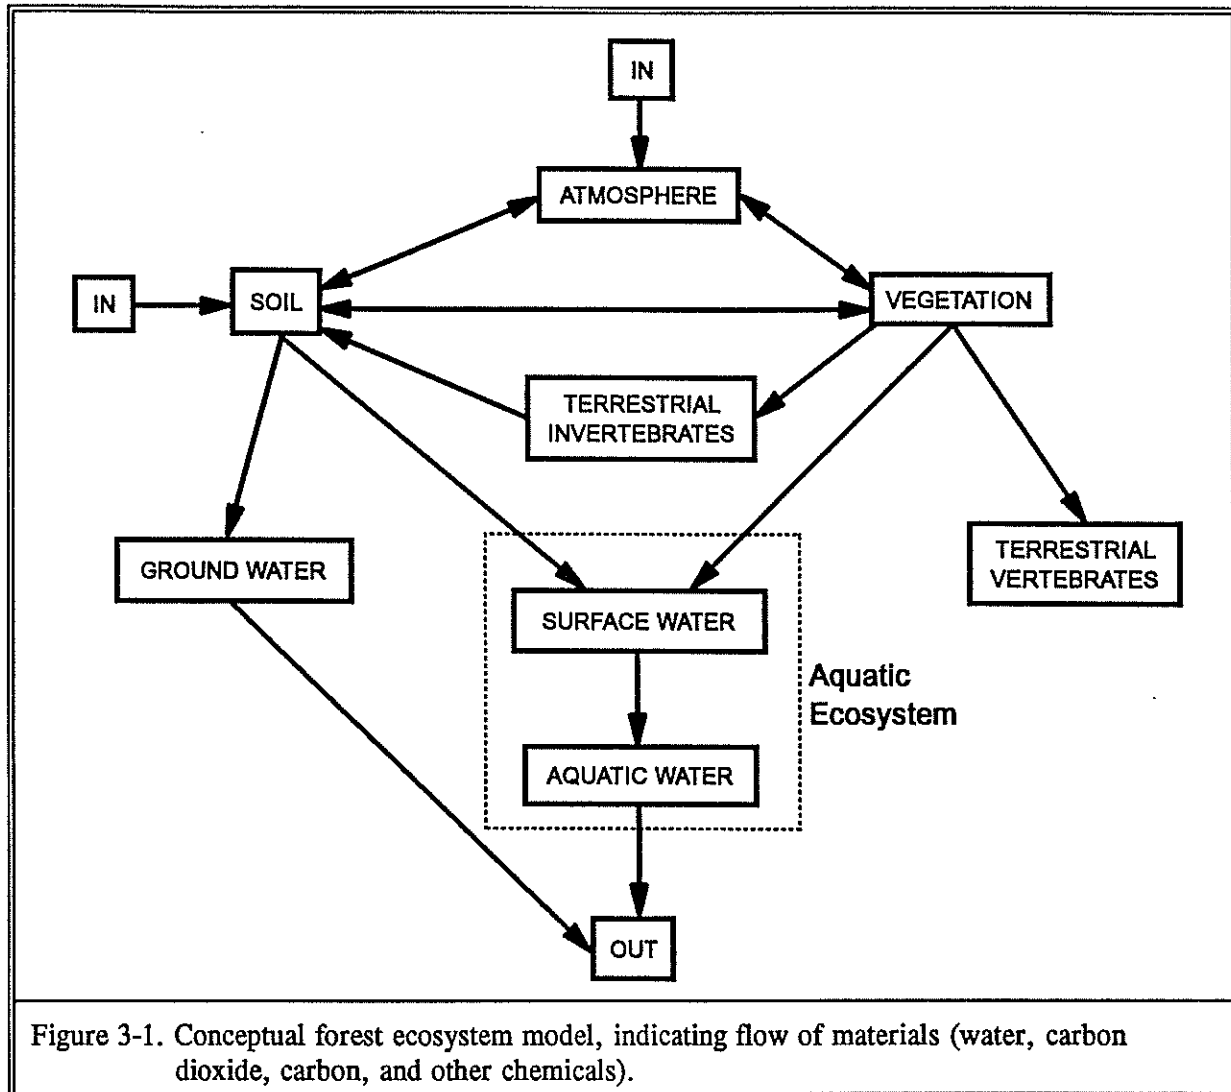 IN
ATMOSPHERE
IN
SOIL
VEGETATION
TERRESTRIAL
INVERTEBRATES
GROUND WATER
TERRESTRIAL
VERTEBRATES
SURFACE WATER
Aquatic
Ecosystem
AQUATIC WATER
OUT
Figure 3-1. Conceptual forest ecosystem model, indicating flow of materials (water, carbon
dioxide, carbon, and other chemicals).